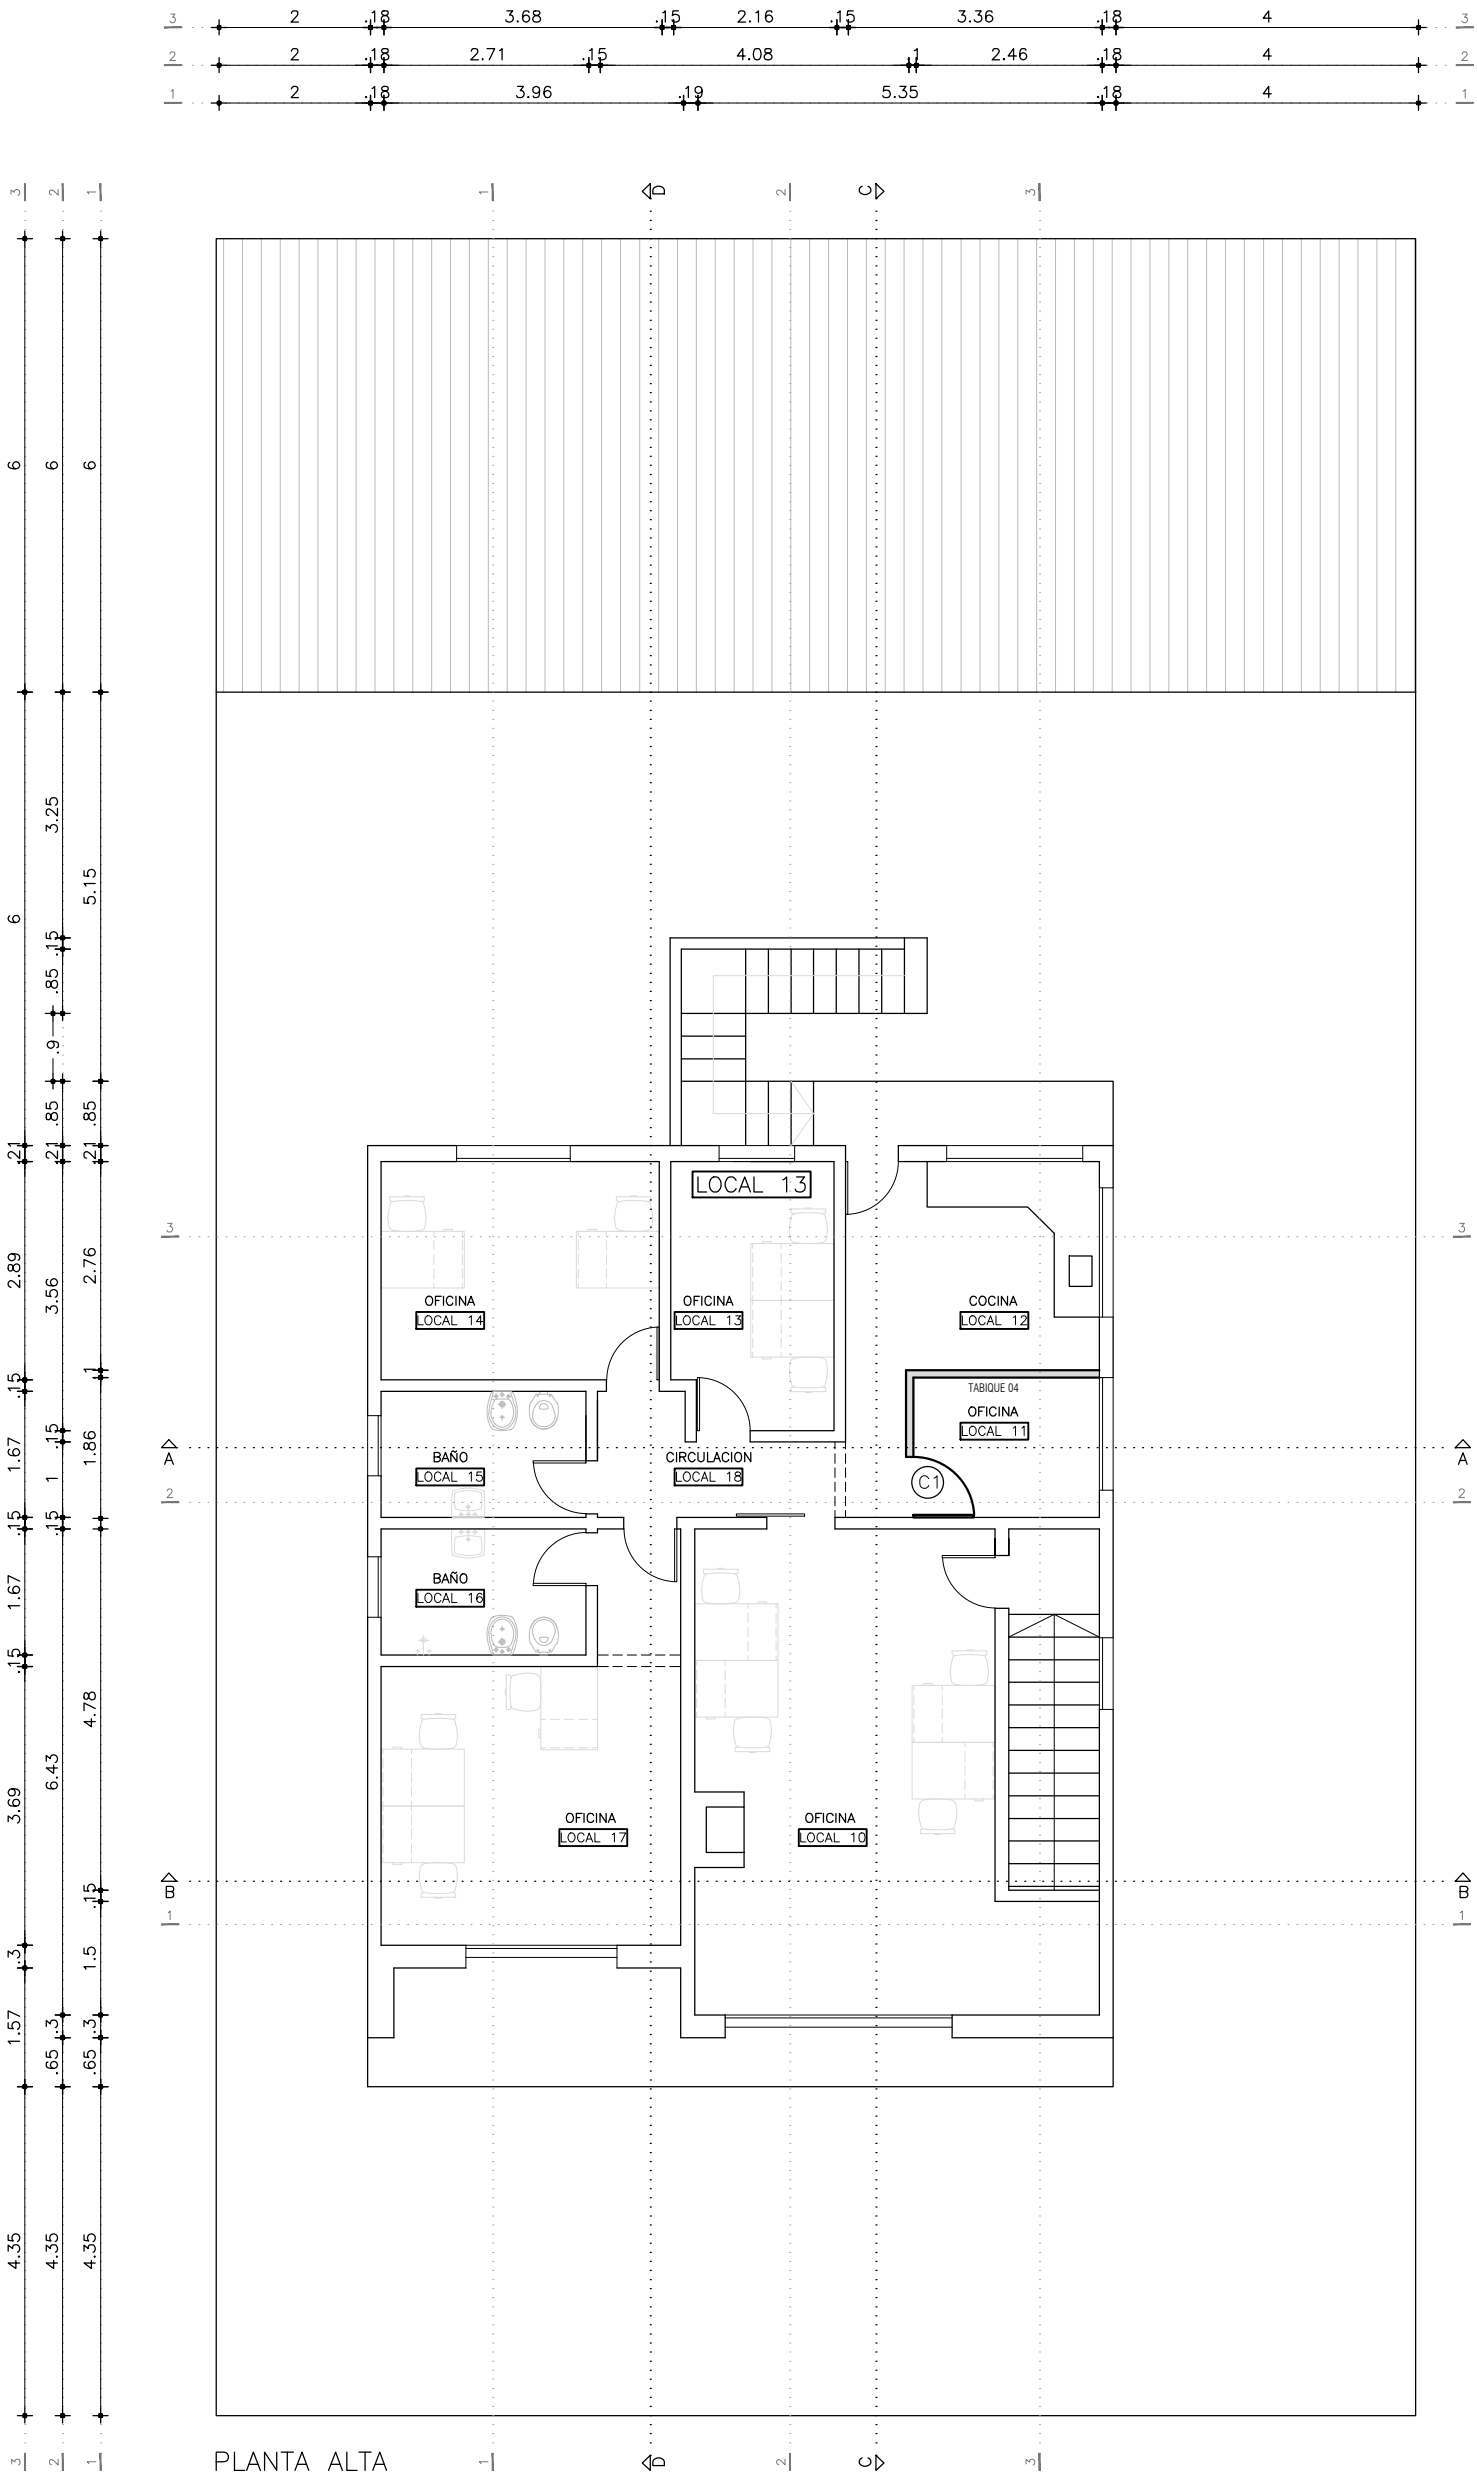 3 2 .18 3.68 .15 2.16 .15 3.36 .18 4 3
2 2 .18 2.71 .15 4.08 .1 2.46 .18 4 2
1 2 .18 3.96 .19 5.35 .18 4 1
3 2 1
1 D 2 C 3
6 6 6
3.25
5.15
6
.15
.85
.9
.85 .85
.21 .21 .21
LOCAL 13
3 3
2.89 3.56 2.76
OFICINA
LOCAL 14
OFICINA
LOCAL 13
COCINA
LOCAL 12
.1
.15
TABIQUE 04
OFICINA
LOCAL 11
1.67 .15 1.86
A A
BAÑO
LOCAL 15
CIRCULACION
LOCAL 18
C1
1
2 2
.15 .15
1.67
BAÑO
LOCAL 16
.15
4.78
6.43
3.69
OFICINA
LOCAL 17
OFICINA
LOCAL 10
B B
.15
1 1
.3 1.5
1.57 .3 .3
.65 .65
4.35 4.35 4.35
3 2 1
PLANTA ALTA
1 D 2 C 3